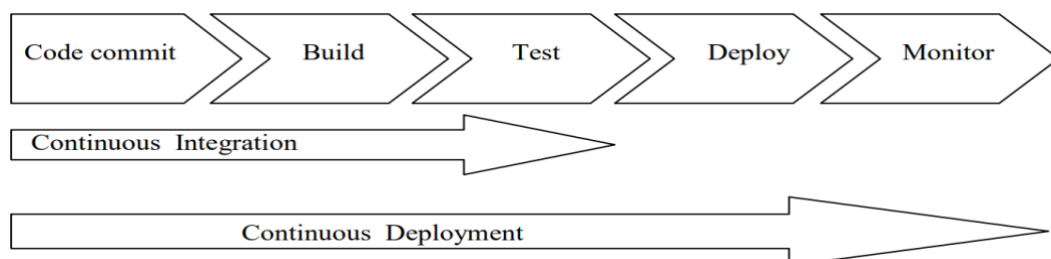 Code commit Build Test Deploy Monitor
Continuous Integration
Continuous Deployment